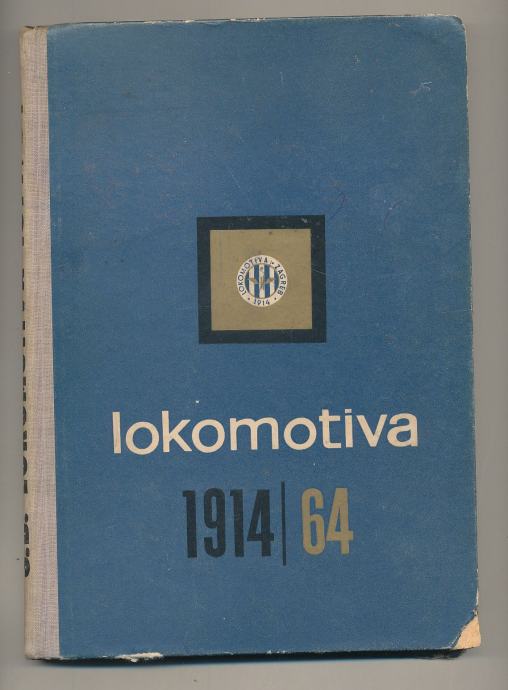 LOKOMOTIVA · ZAGREB
· 1914 ·
lokomotiva
1914|64